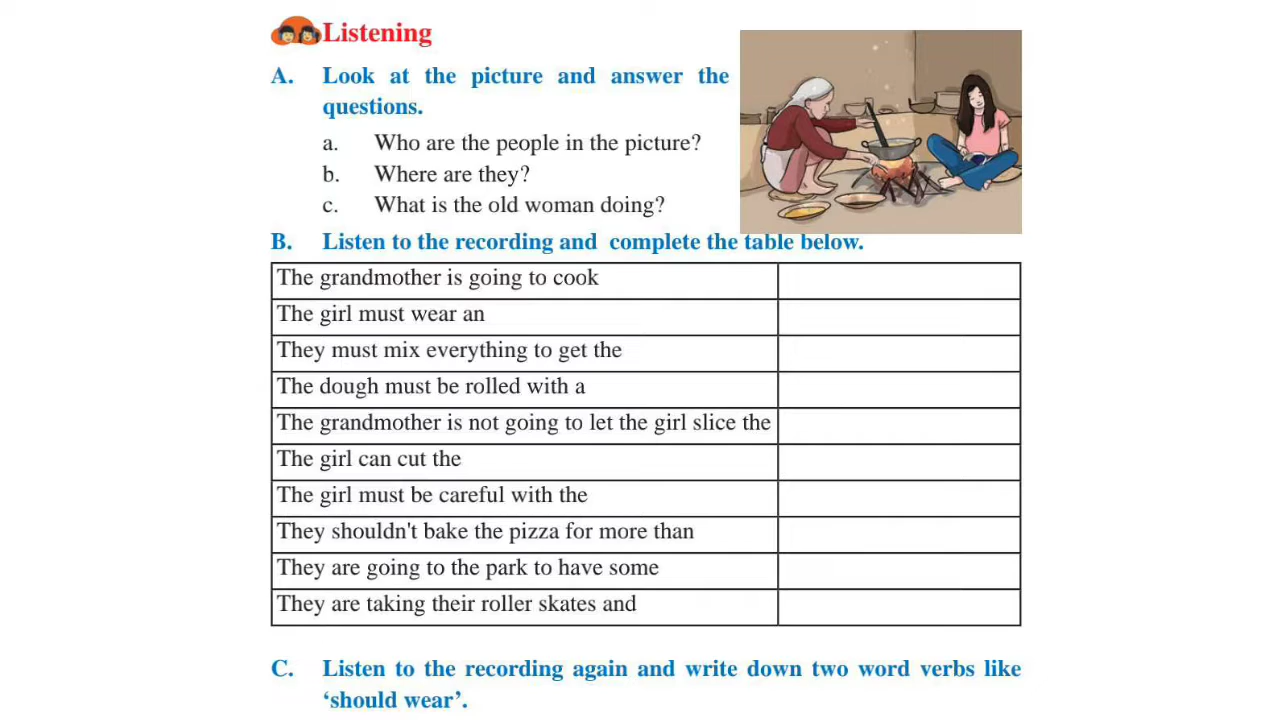 Listening
A. Look at the picture and answer the
questions.
a. Who are the people in the picture?
b. Where are they?
c. What is the old woman doing?
B. Listen to the recording and complete the table below.
The grandmother is going to cook
The girl must wear an
They must mix everything to get the
The dough must be rolled with a
The grandmother is not going to let the girl slice the
The girl can cut the
The girl must be careful with the
They shouldn't bake the pizza for more than
They are going to the park to have some
They are taking their roller skates and
C. Listen to the recording again and write down two word verbs like
‘should wear’.